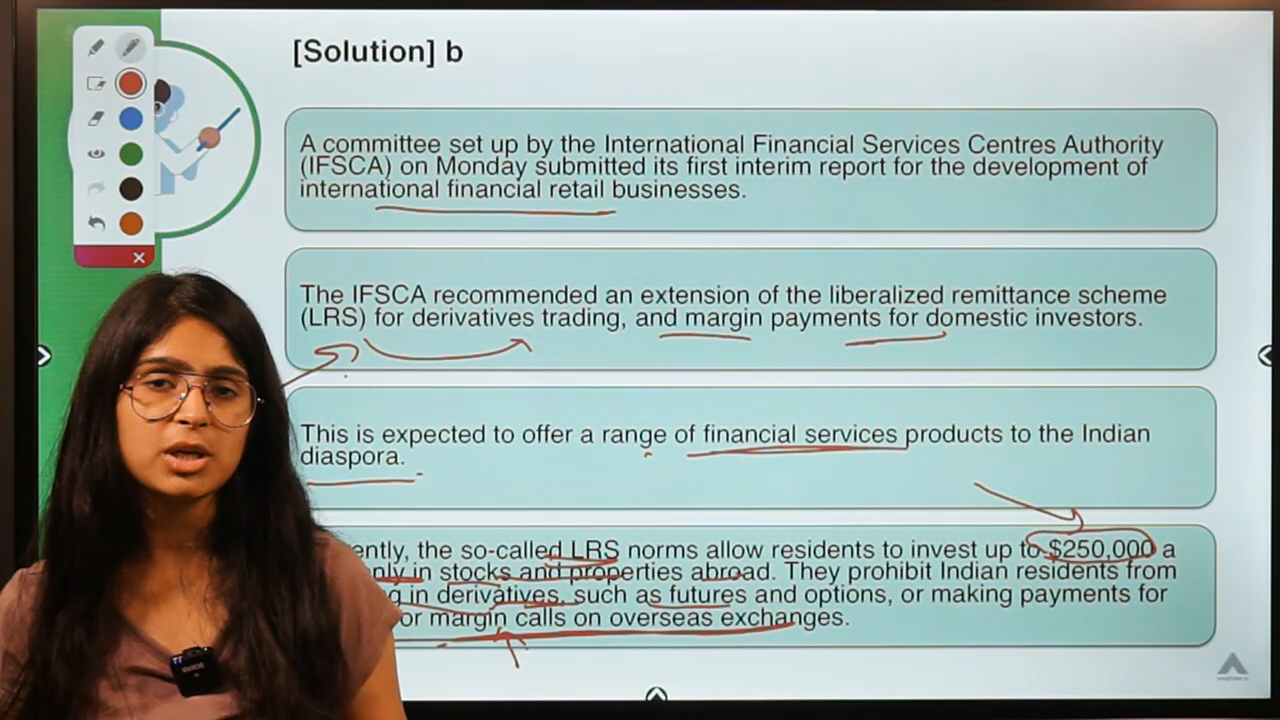 [Solution] b
A committee set up by the International Financial Services Centres Authority
(IFSCA) on Monday submitted its first interim report for the development of
international financial retail businesses.
The IFSCA recommended an extension of the liberalized remittance scheme
(LRS) for derivatives trading, and margin payments for domestic investors.
This is expected to offer a range of financial services products to the Indian
diaspora.
the so-called LRS norms allow residents to invest up to $250,000 a
in stocks and properties abroad. They prohibit Indian residents from
in derivatives, such as futures and options, or making payments for
or margin calls on overseas exchanges.